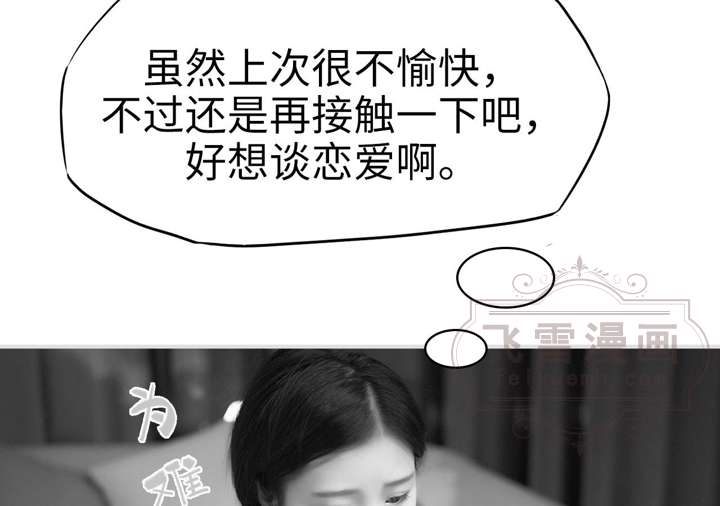 虽然上次很不愉快，
不过还是再接触一下吧，
好想谈恋爱啊。
飞雪漫画
为
难